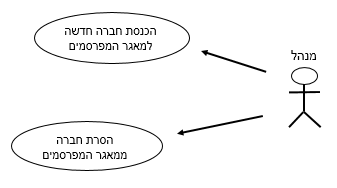 הכנסת חברה חדשה
למאגר המפרסמים
מנהל
הסרת חברה
ממאגר המפרסמים